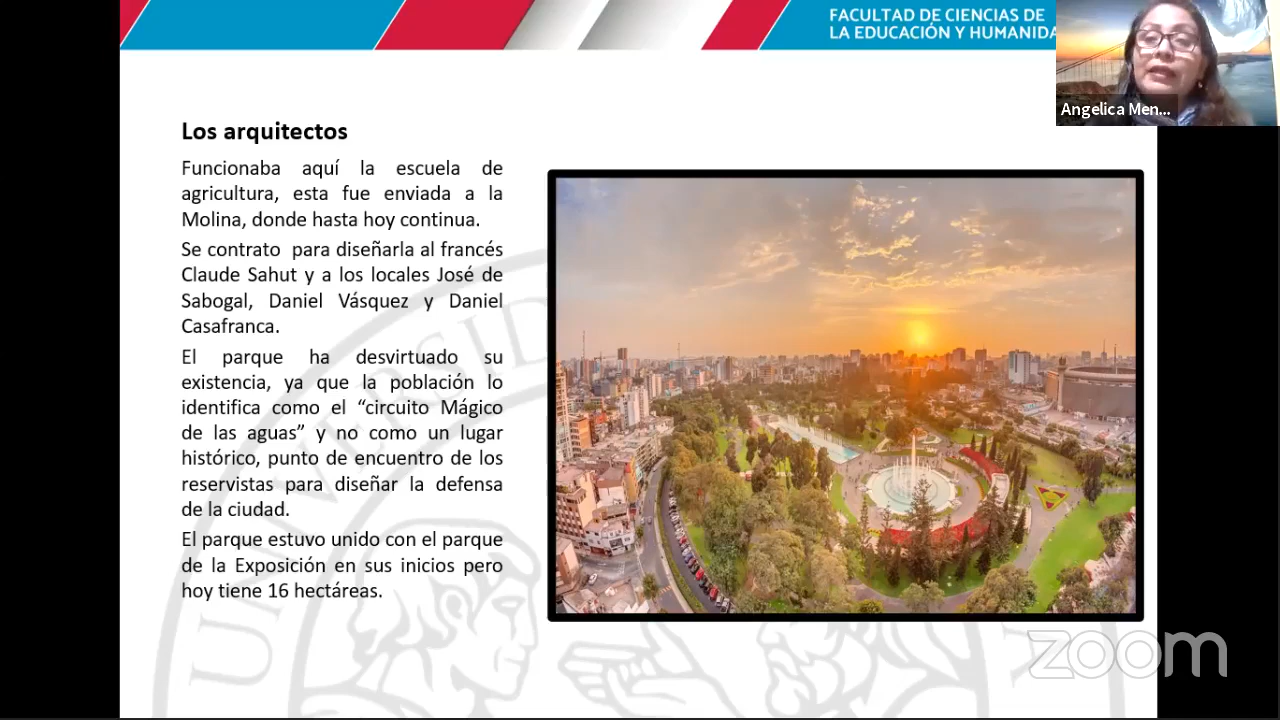 FACULTAD DE CIENCIAS DE
LA EDUCACIÓN Y HUMANIDA
Angelica Men...
Los arquitectos
Funcionaba aquí la escuela de
agricultura, esta fue enviada a la
Molina, donde hasta hoy continua.
Se contrato para diseñarla al francés
Claude Sahut y a los locales José de
Sabogal, Daniel Vásquez y Daniel
Casafranca.
El parque ha desvirtuado su
existencia, ya que la población lo
identifica como el “circuito Mágico
de las aguas” y no como un lugar
histórico, punto de encuentro de los
reservistas para diseñar la defensa
de la ciudad.
El parque estuvo unido con el parque
de la Exposición en sus inicios pero
hoy tiene 16 hectáreas.
UNIVERSID
zoom